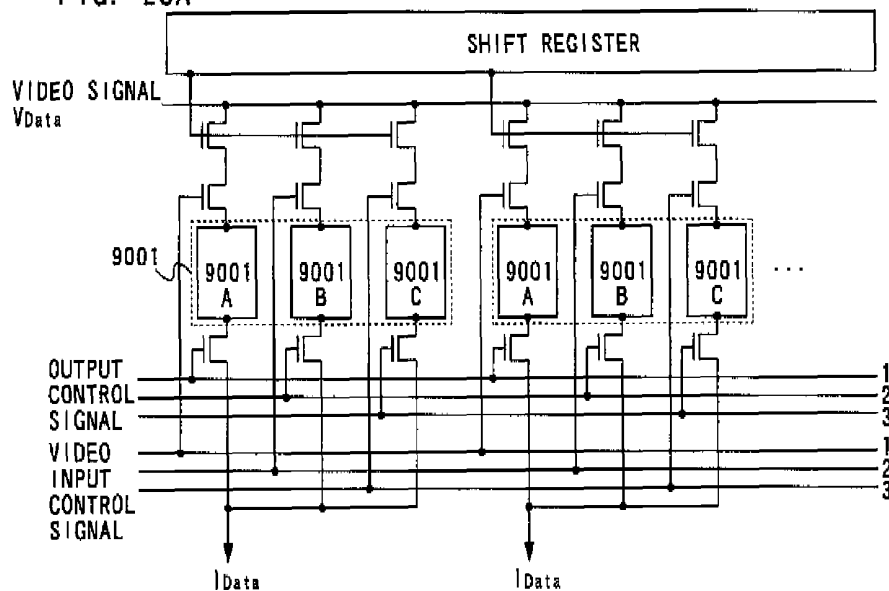 SHIFT REGISTER
VIDEO SIGNAL
VData
9001
9001 A
9001 B
9001 C
9001 A
9001 B
9001 C
...
OUTPUT 1
CONTROL 2
SIGNAL 3
VIDEO 1
INPUT 2
CONTROL 3
SIGNAL
IData
IData